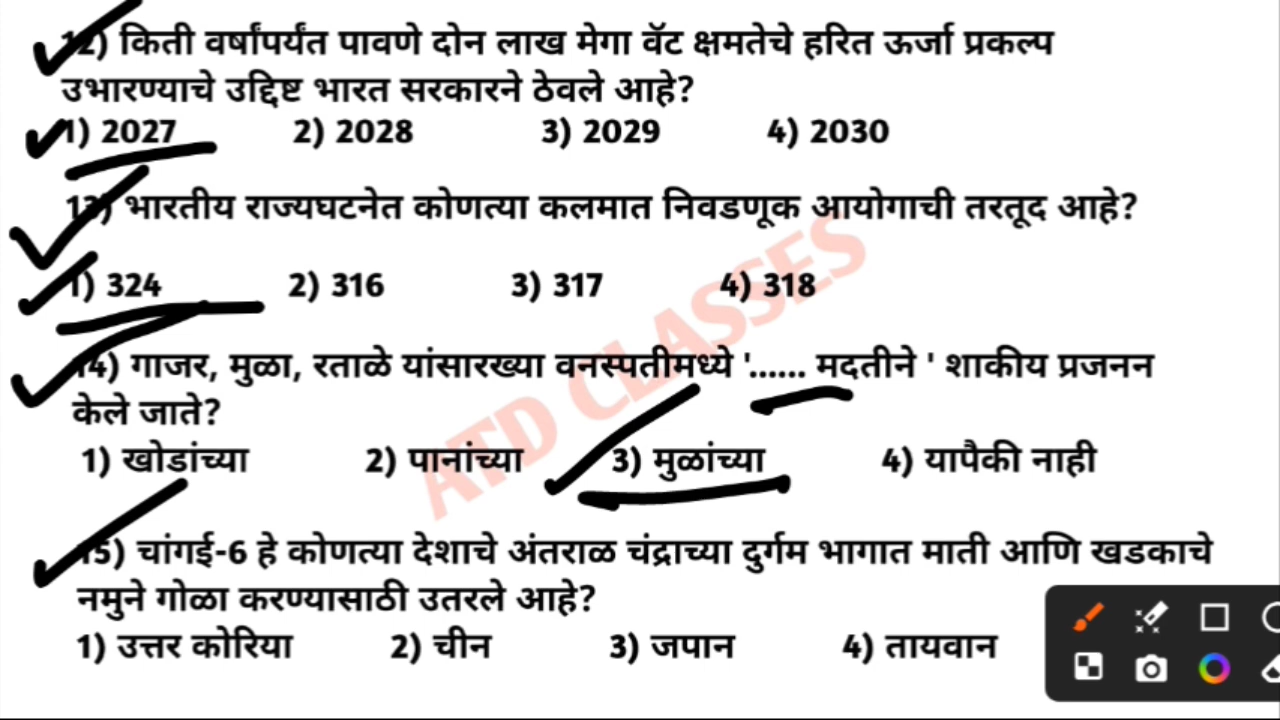 12) किती वर्षांपर्यंत पावणे दोन लाख मेगा वॅट क्षमतेचे हरित ऊर्जा प्रकल्प
उभारण्याचे उद्दिष्ट भारत सरकारने ठेवले आहे?
1) 2027 2) 2028 3) 2029 4) 2030
13) भारतीय राज्यघटनेत कोणत्या कलमात निवडणूक आयोगाची तरतूद आहे?
1) 324 2) 316 3) 317 4) 318
14) गाजर, मुळा, रताळे यांसारख्या वनस्पतीमध्ये '...... मदतीने ' शाकीय प्रजनन
केले जाते?
1) खोडांच्या 2) पानांच्या 3) मुळांच्या 4) यापैकी नाही
15) चांगई-6 हे कोणत्या देशाचे अंतराळ चंद्राच्या दुर्गम भागात माती आणि खडकाचे
नमुने गोळा करण्यासाठी उतरले आहे?
1) उत्तर कोरिया 2) चीन 3) जपान 4) तायवान
ATD CLASSES